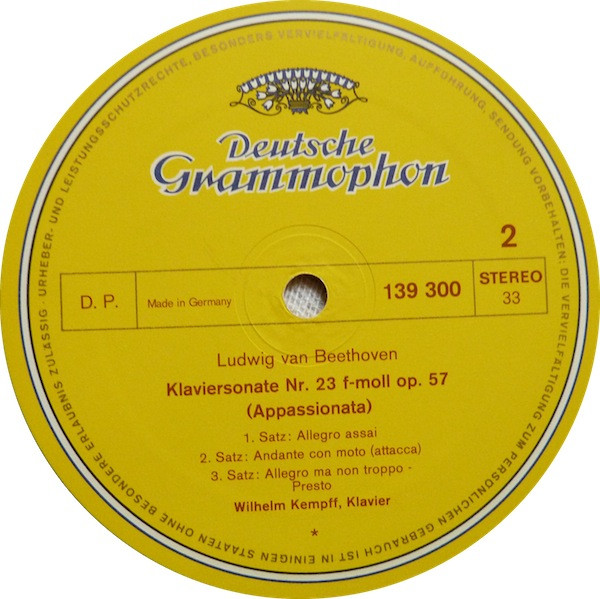 Deutsche
Grammophon
2
D. P.
Made in Germany
139 300
STEREO
33
Ludwig van Beethoven
Klaviersonate Nr. 23 f-moll op. 57
(Appassionata)
1. Satz: Allegro assai
2. Satz: Andante con moto (attacca)
3. Satz: Allegro ma non troppo -
Presto
Wilhelm Kempff, Klavier
*
URHEBER- UND LEISTUNGSSCHUTZRECHTE, BESONDERS VERVIELFÄLTIGUNG, AUFFÜHRUNG, SENDUNG VORBEHALTEN; DIE VERVIELFÄLTIGUNG ZUM PERSÖNLICHEN GEBRAUCH IST IN EINIGEN STAATEN OHNE BESONDERE ERLAUBNIS ZULÄSSIG ·